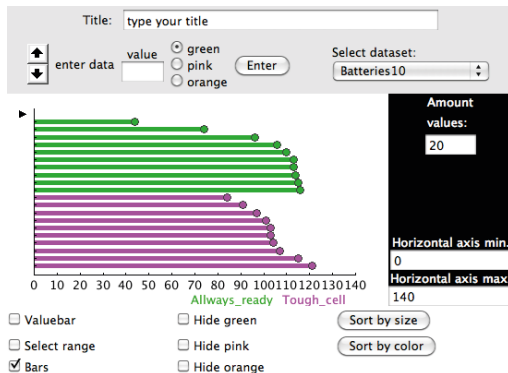 Title: type your title
enter data value green pink orange Enter
Select dataset:
Batteries10
Amount
values:
20
Horizontal axis min.
0
Horizontal axis max
140
0 10 20 30 40 50 60 70 80 90 100 110 120 130 140
Allways_ready Tough_cell
Valuebar Hide green Sort by size
Select range Hide pink Sort by color
Bars Hide orange